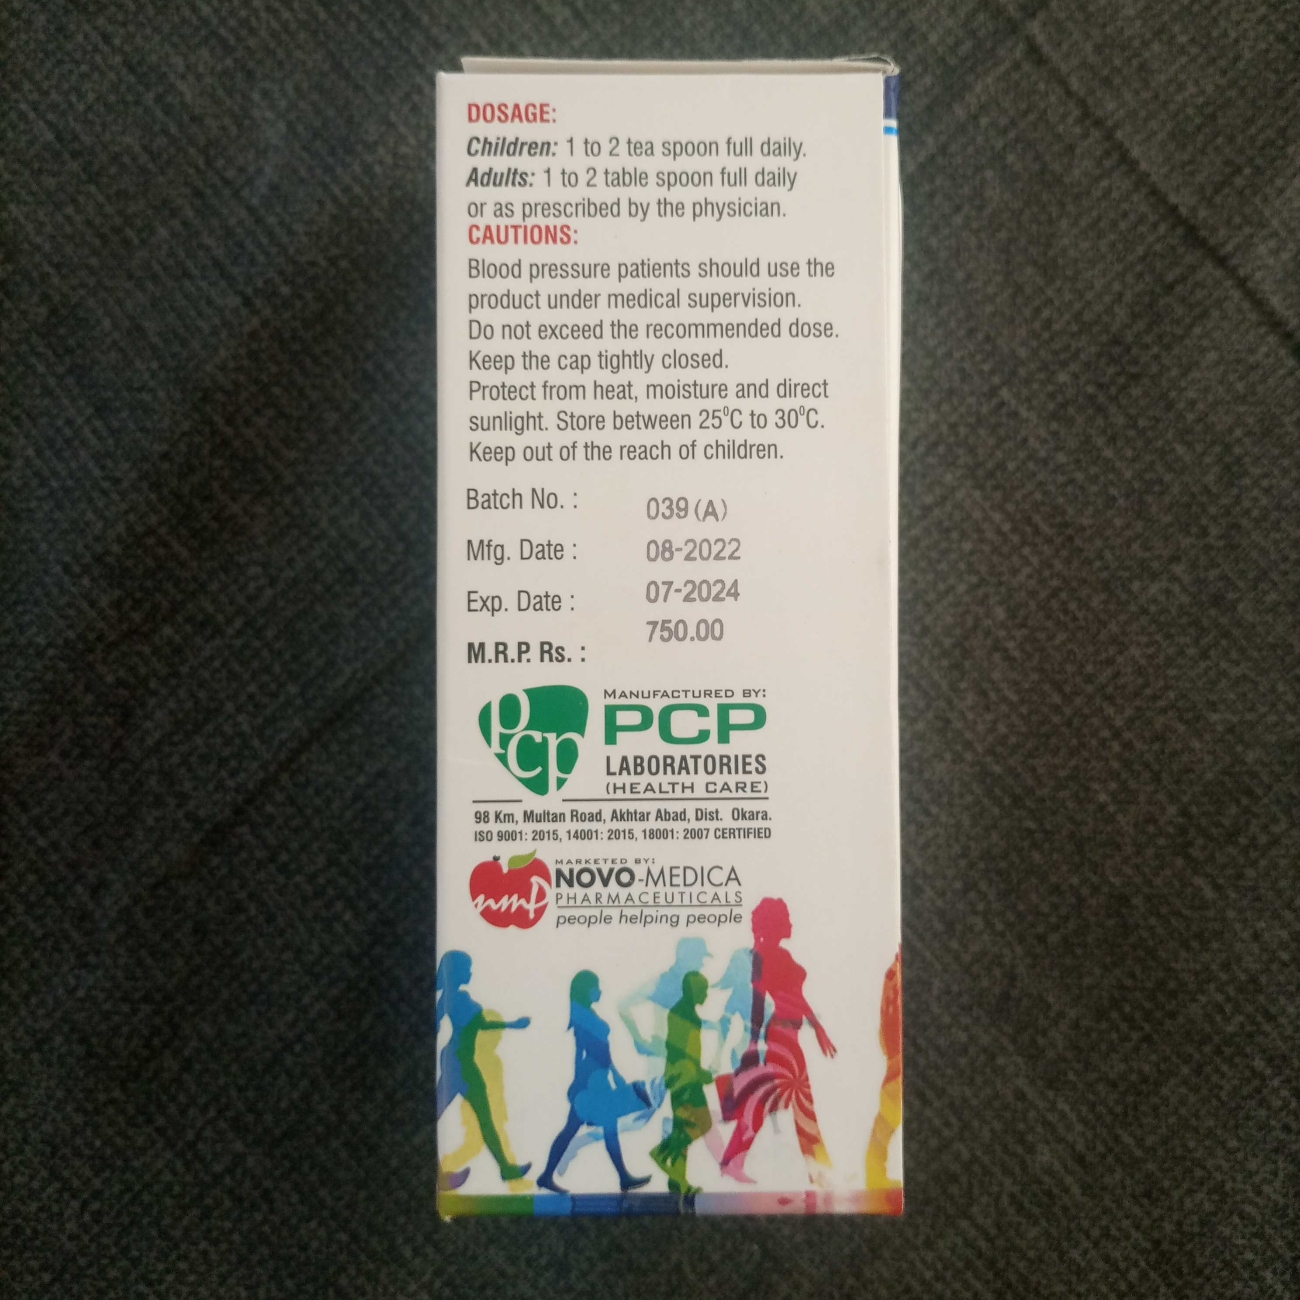 DOSAGE:
Children: 1 to 2 tea spoon full daily.
Adults: 1 to 2 table spoon full daily
or as prescribed by the physician.
CAUTIONS:
Blood pressure patients should use the
product under medical supervision.
Do not exceed the recommended dose.
Keep the cap tightly closed.
Protect from heat, moisture and direct
sunlight. Store between 25⁰C to 30⁰C.
Keep out of the reach of children.
Batch No. : 039 (A)
Mfg. Date : 08-2022
Exp. Date : 07-2024
M.R.P. Rs. : 750.00
pcp
MANUFACTURED BY:
PCP
LABORATORIES
(HEALTH CARE)
98 Km, Multan Road, Akhtar Abad, Dist. Okara.
ISO 9001: 2015, 14001: 2015, 18001: 2007 CERTIFIED
nmp
MARKETED BY:
NOVO-MEDICA
PHARMACEUTICALS
people helping people